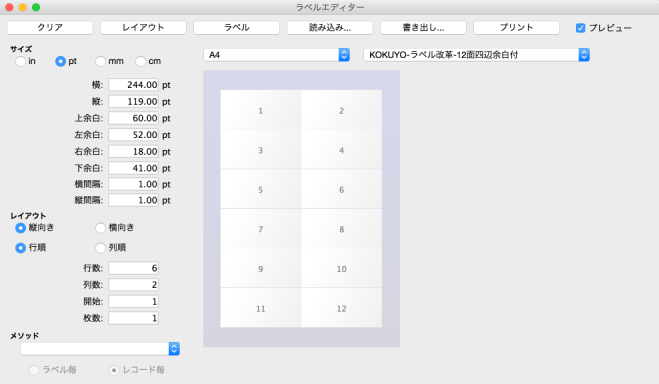 ラベルエディター
クリア レイアウト ラベル 読み込み... 書き出し... プリント プレビュー
サイズ
in pt mm cm
A4 KOKUYO-ラベル改革-12面四辺余白付
横: 244.00 pt
縦: 119.00 pt
上余白: 60.00 pt
左余白: 52.00 pt
右余白: 18.00 pt
下余白: 41.00 pt
横間隔: 1.00 pt
縦間隔: 1.00 pt
レイアウト
縦向き 横向き
行順 列順
行数: 6
列数: 2
開始: 1
枚数: 1
メソッド
ラベル毎 レコード毎
1 2
3 4
5 6
7 8
9 10
11 12